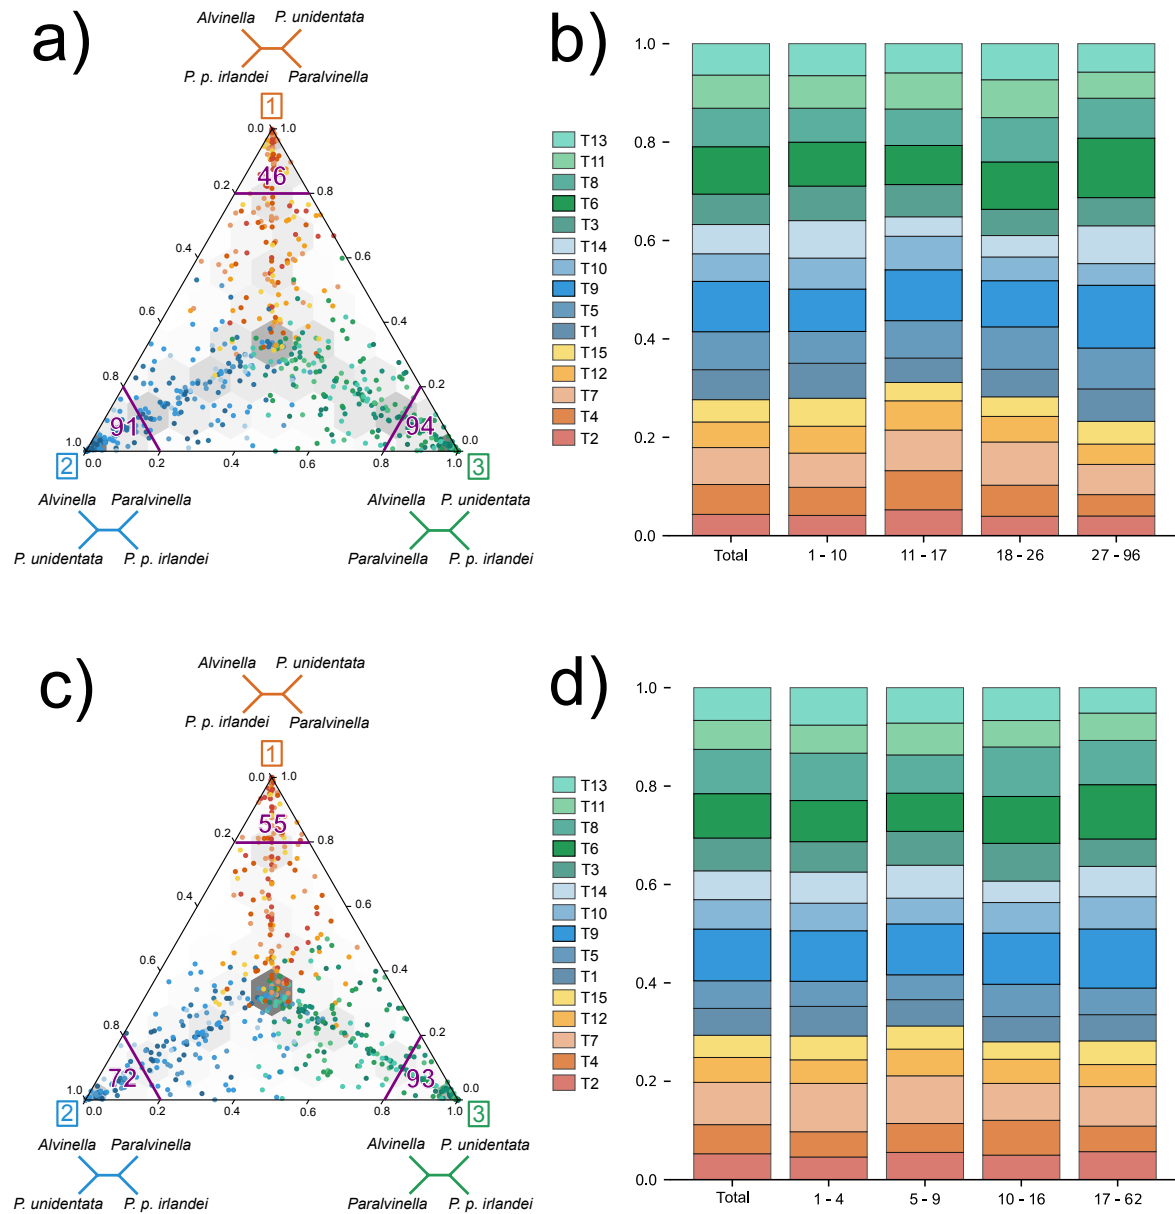 a)
Alvinella P. unidentata
P. p. irlandei Paralvinella
1
0.0 1.0
46
0.2 0.8
0.4 0.6
0.6 0.4
0.8 0.2
91 94
1.0 0.0
0.0 0.2 0.4 0.6 0.8 1.0
2 3
Alvinella Paralvinella
P. unidentata P. p. irlandei
Alvinella P. unidentata
Paralvinella P. p. irlandei
b)
1.0
0.8
0.6
0.4
0.2
0.0
T13
T11
T8
T6
T3
T14
T10
T9
T5
T1
T15
T12
T7
T4
T2
Total 1 - 10 11 - 17 18 - 26 27 - 96
c)
Alvinella P. unidentata
P. p. irlandei Paralvinella
1
0.0 1.0
55
0.2 0.8
0.4 0.6
0.6 0.4
0.8 0.2
72 93
1.0 0.0
0.0 0.2 0.4 0.6 0.8 1.0
2 3
Alvinella Paralvinella
P. unidentata P. p. irlandei
Alvinella P. unidentata
Paralvinella P. p. irlandei
d)
1.0
0.8
0.6
0.4
0.2
0.0
T13
T11
T8
T6
T3
T14
T10
T9
T5
T1
T15
T12
T7
T4
T2
Total 1 - 4 5 - 9 10 - 16 17 - 62